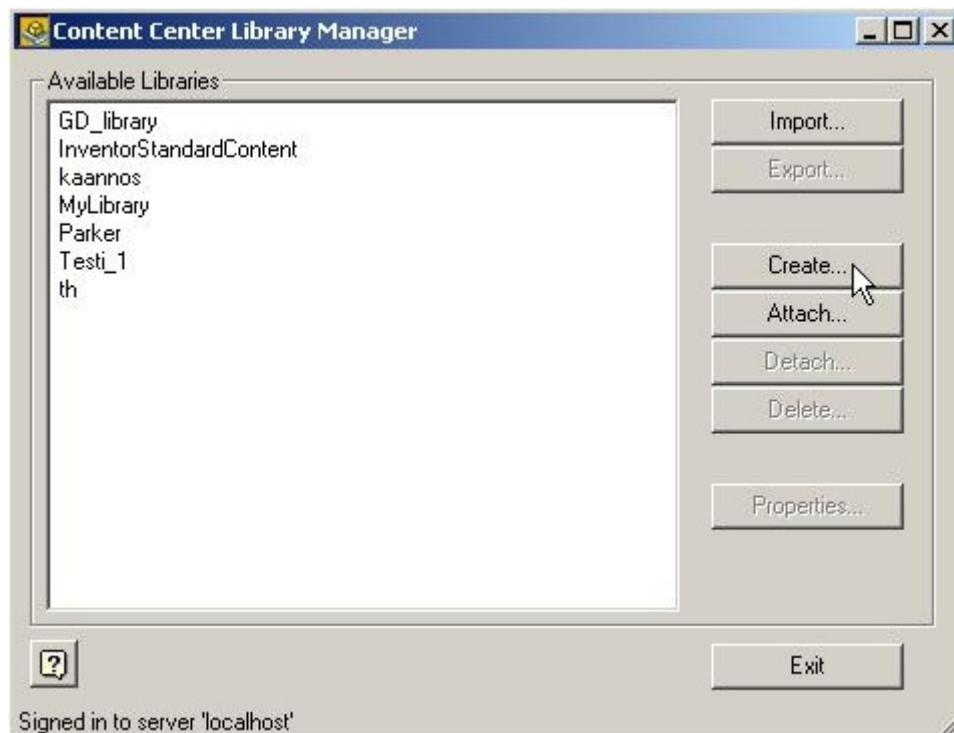 Content Center Library Manager
Available Libraries
GD_library
InventorStandardContent
kaannos
MyLibrary
Parker
Testi_1
th
Import...
Export...
Create...
Attach...
Detach...
Delete...
Properties...
?
Exit
Signed in to server 'localhost'